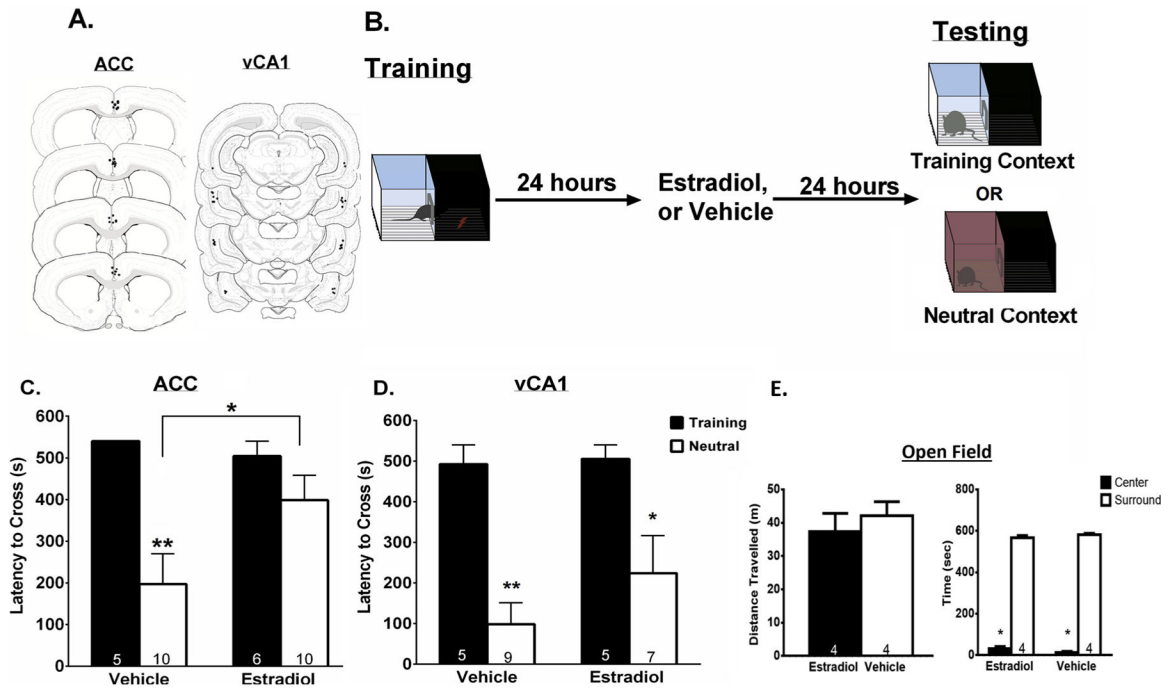 A.
ACC
vCA1
B.
Training
24 hours
Estradiol,
or Vehicle
24 hours
Testing
Training Context
OR
Neutral Context
C.
ACC
Latency to Cross (s)
600
500
400
300
200
100
0
*
**
5
10
6
10
Vehicle
Estradiol
D.
vCA1
Latency to Cross (s)
600
500
400
300
200
100
0
Training
Neutral
**
*
5
9
5
7
Vehicle
Estradiol
E.
Open Field
Distance Travelled (m)
50
40
30
20
10
0
4
4
Estradiol
Vehicle
Center
Surround
Time (sec)
800
600
400
200
0
*
4
*
4
Estradiol
Vehicle